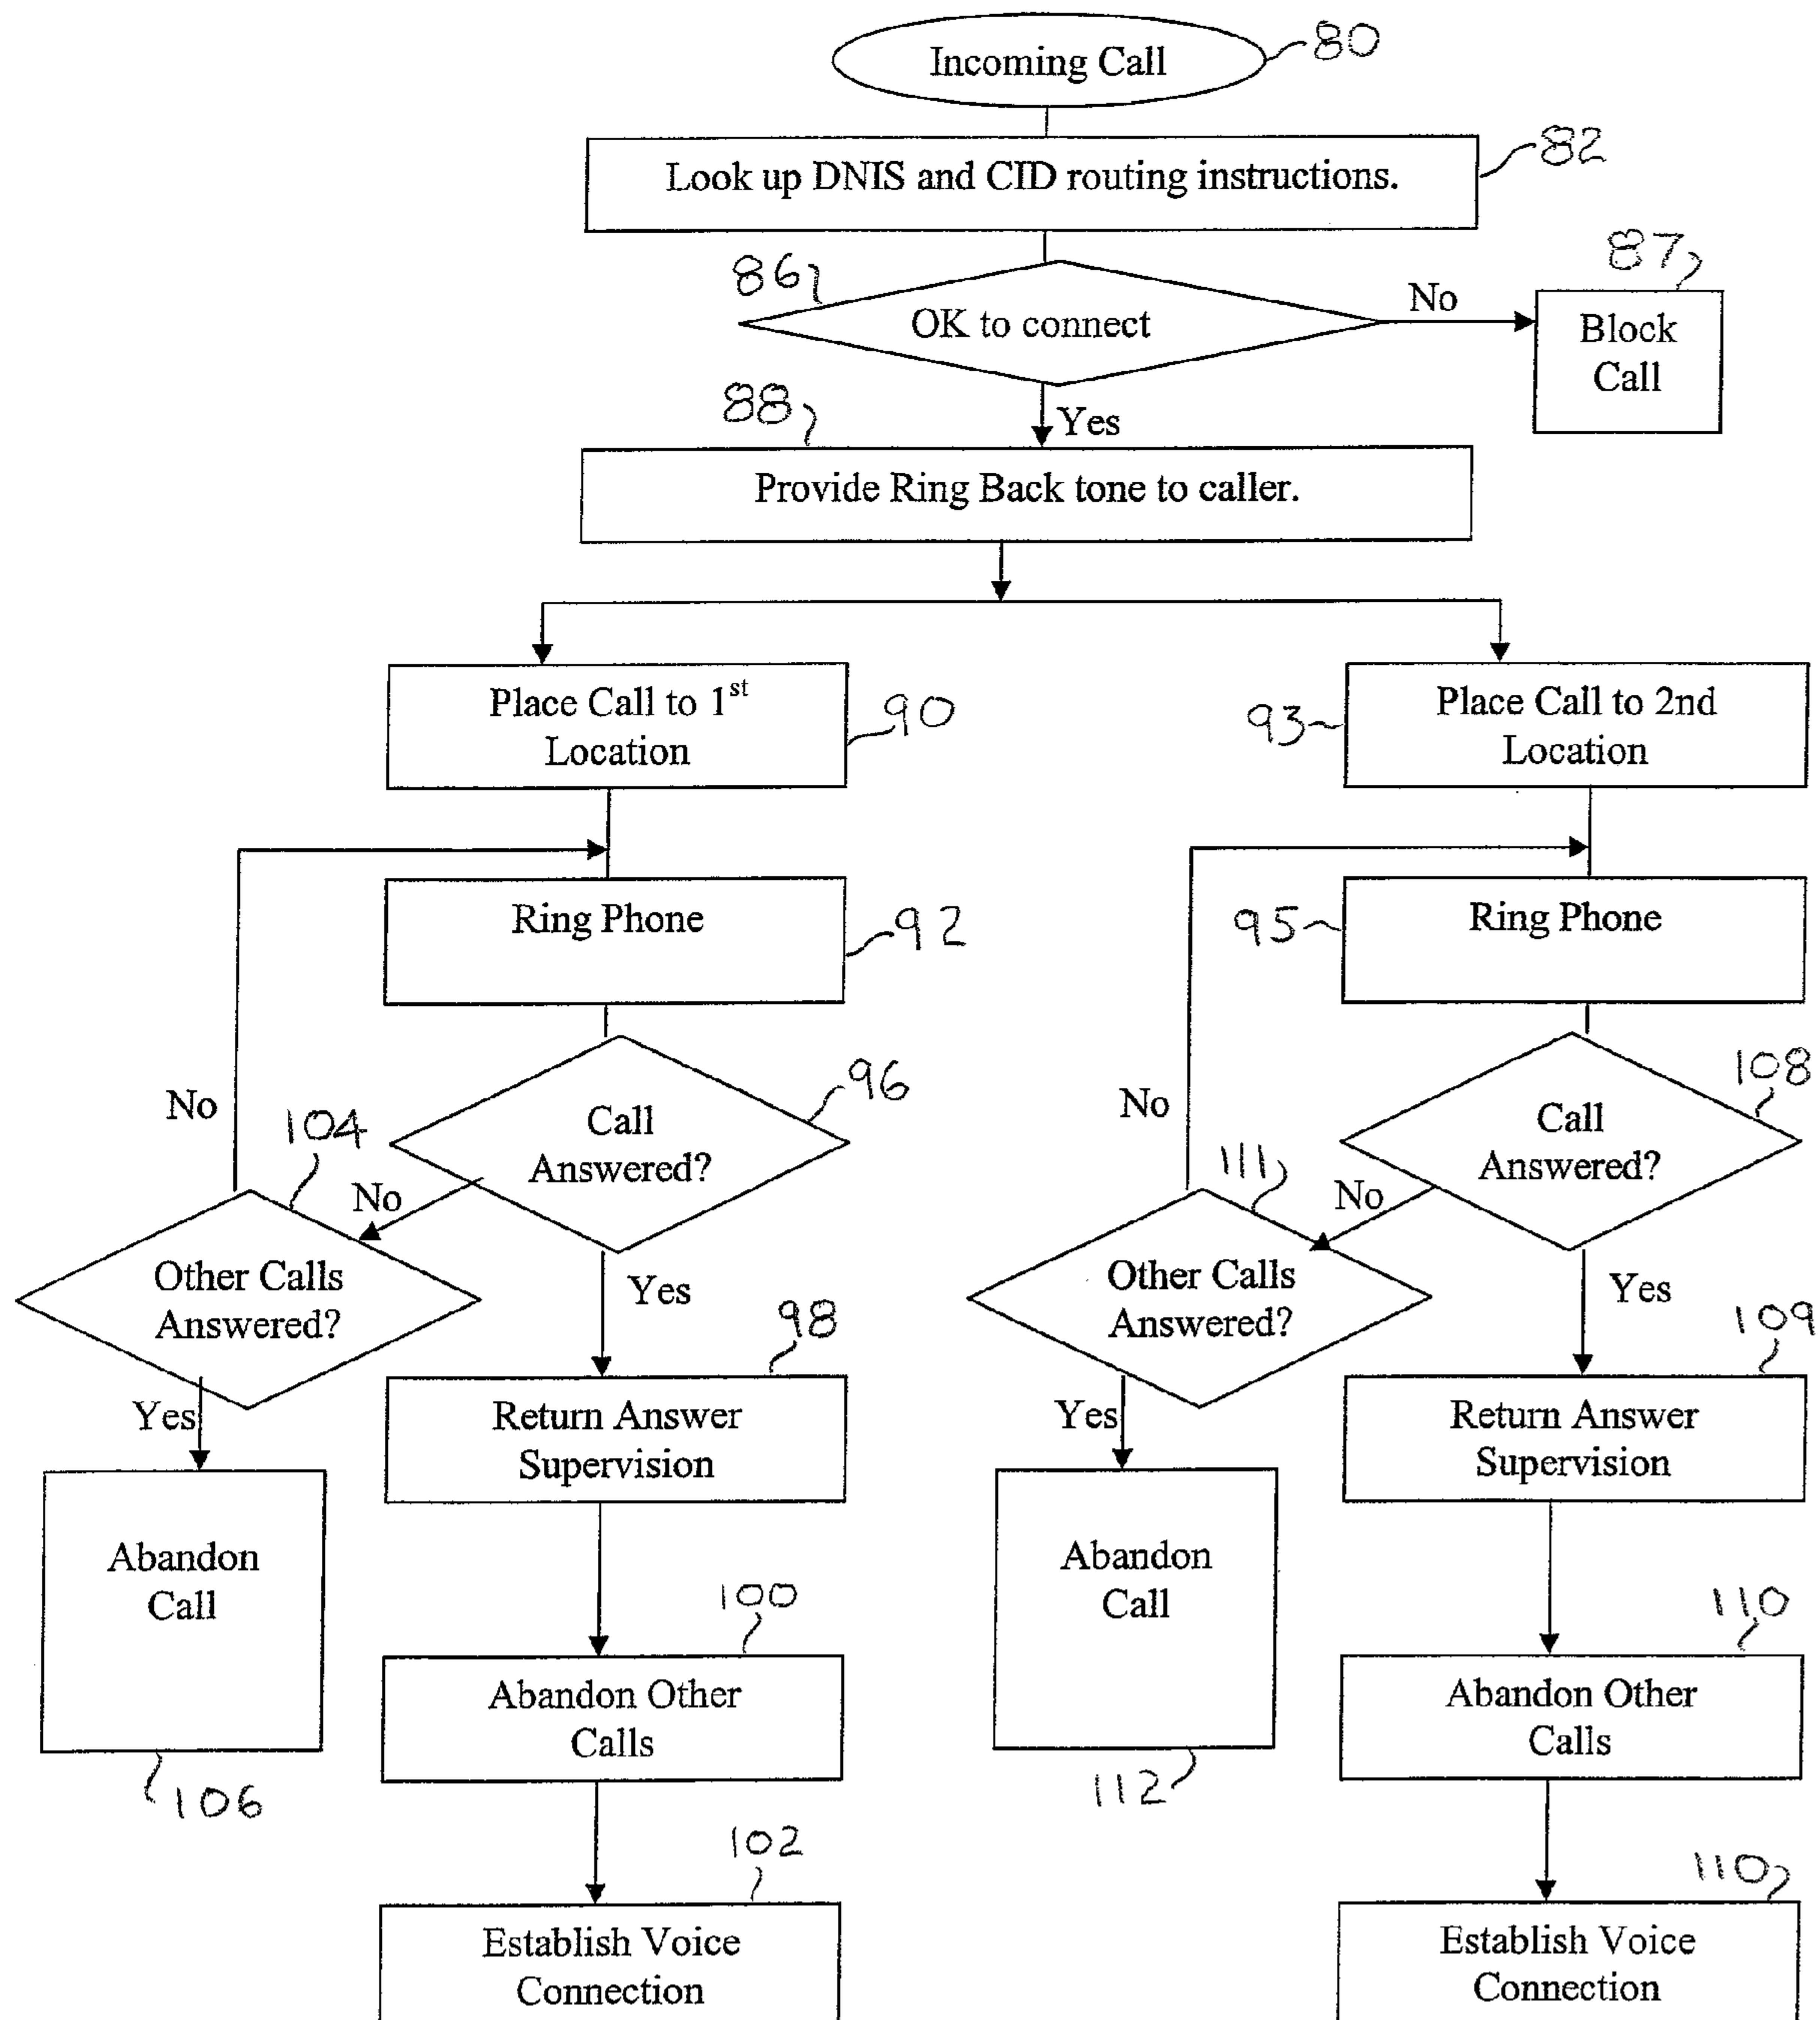 Incoming Call
80
Look up DNIS and CID routing instructions.
82
86
OK to connect
No
87
Block
Call
88
Yes
Provide Ring Back tone to caller.
Place Call to 1st
Location
90
93
Place Call to 2nd
Location
Ring Phone
92
95
Ring Phone
No
104
96
Call
Answered?
No
Other Calls
Answered?
Yes
Yes
98
Return Answer
Supervision
Abandon
Call
106
100
Abandon Other
Calls
102
Establish Voice
Connection
No
111
108
Call
Answered?
No
Other Calls
Answered?
Yes
Yes
109
Return Answer
Supervision
Abandon
Call
112
110
Abandon Other
Calls
110
Establish Voice
Connection